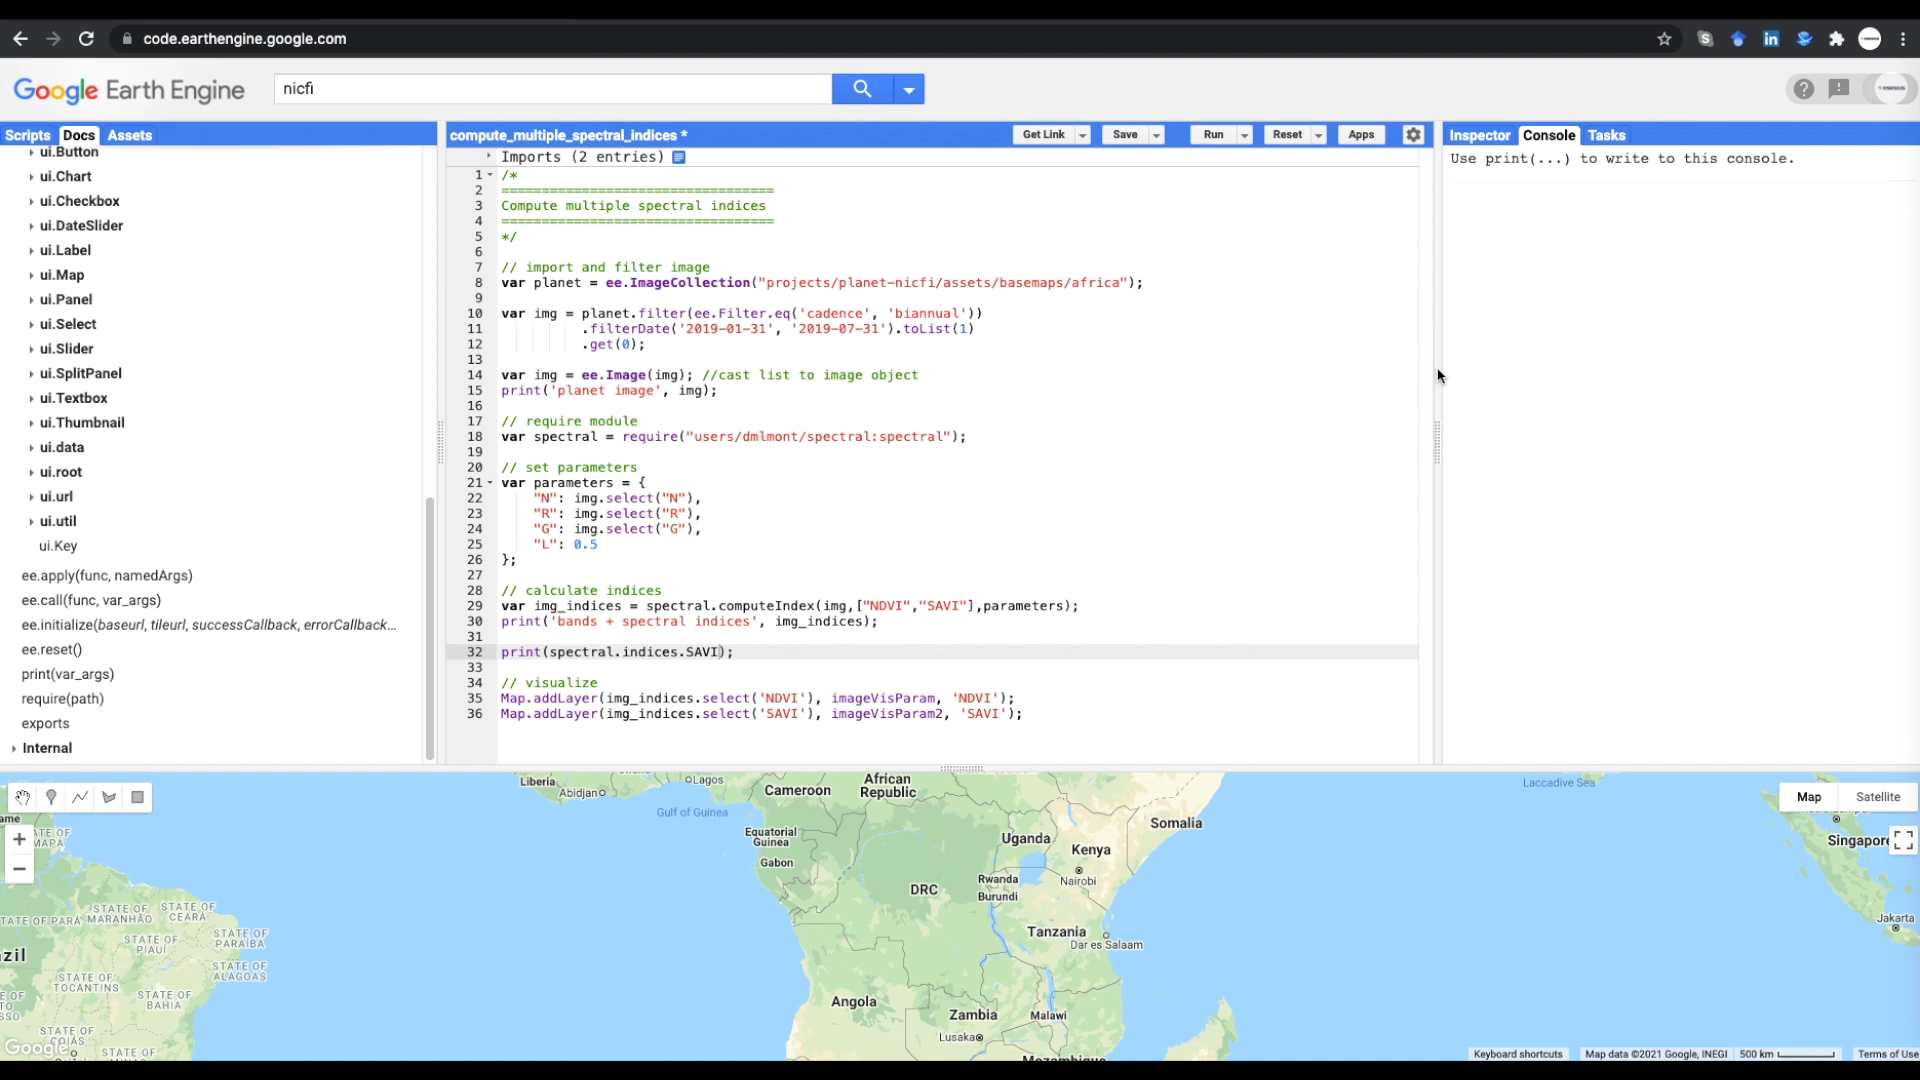 code.earthengine.google.com
Google Earth Engine
nicfi
Scripts Docs Assets
ui.Button
ui.Chart
ui.Checkbox
ui.DateSlider
ui.Label
ui.Map
ui.Panel
ui.Select
ui.Slider
ui.SplitPanel
ui.Textbox
ui.Thumbnail
ui.data
ui.root
ui.url
ui.util
ui.Key
ee.apply(func, namedArgs)
ee.call(func, var_args)
ee.initialize(baseurl, tileurl, successCallback, errorCallback...
ee.reset()
print(var_args)
require(path)
exports
Internal
compute_multiple_spectral_indices *
Get Link Save Run Reset Apps
Imports (2 entries)
1 /*
2 ==================================
3 Compute multiple spectral indices
4 ==================================
5 */
6
7 // import and filter image
8 var planet = ee.ImageCollection("projects/planet-nicfi/assets/basemaps/africa");
9
10 var img = planet.filter(ee.Filter.eq('cadence', 'biannual'))
11 .filterDate('2019-01-31', '2019-07-31').toList(1)
12 .get(0);
13
14 var img = ee.Image(img); //cast list to image object
15 print('planet image', img);
16
17 // require module
18 var spectral = require("users/dmlmont/spectral:spectral");
19
20 // set parameters
21 var parameters = {
22 "N": img.select("N"),
23 "R": img.select("R"),
24 "G": img.select("G"),
25 "L": 0.5
26 };
27
28 // calculate indices
29 var img_indices = spectral.computeIndex(img,["NDVI","SAVI"],parameters);
30 print('bands + spectral indices', img_indices);
31
32 print(spectral.indices.SAVI);
33
34 // visualize
35 Map.addLayer(img_indices.select('NDVI'), imageVisParam, 'NDVI');
36 Map.addLayer(img_indices.select('SAVI'), imageVisParam2, 'SAVI');
Inspector Console Tasks
Use print(...) to write to this console.
Map Satellite
Liberia
Abidjan
Lagos
Gulf of Guinea
Cameroon
African
Republic
Equatorial
Guinea
Gabon
DRC
Uganda
Kenya
Nairobi
Somalia
Rwanda
Burundi
Tanzania
Dar es Salaam
Angola
Zambia
Lusaka
Malawi
Mozambique
Laccadive Sea
Singapore
Jakarta
STATE OF PARÁ
STATE OF
MARANHÃO
STATE OF
CEARÁ
STATE OF
PIAUÍ
STATE OF
PARAÍBA
STATE OF
ALAGOAS
STATE OF
TOCANTINS
STATE OF
BAHIA
STATE OF
GOIÁS
STATE OF
zil
Google
Keyboard shortcuts
Map data ©2021 Google, INEGI
500 km
Terms of Use